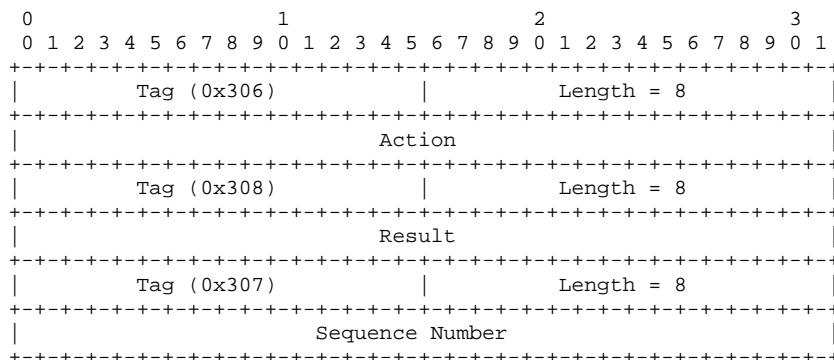 0                   1                   2                   3
 0 1 2 3 4 5 6 7 8 9 0 1 2 3 4 5 6 7 8 9 0 1 2 3 4 5 6 7 8 9 0 1
+-+-+-+-+-+-+-+-+-+-+-+-+-+-+-+-+-+-+-+-+-+-+-+-+-+-+-+-+-+-+-+-+
|         Tag (0x306)           |          Length = 8           |
+-+-+-+-+-+-+-+-+-+-+-+-+-+-+-+-+-+-+-+-+-+-+-+-+-+-+-+-+-+-+-+-+
|                            Action                             |
+-+-+-+-+-+-+-+-+-+-+-+-+-+-+-+-+-+-+-+-+-+-+-+-+-+-+-+-+-+-+-+-+
|         Tag (0x308)           |          Length = 8           |
+-+-+-+-+-+-+-+-+-+-+-+-+-+-+-+-+-+-+-+-+-+-+-+-+-+-+-+-+-+-+-+-+
|                            Result                             |
+-+-+-+-+-+-+-+-+-+-+-+-+-+-+-+-+-+-+-+-+-+-+-+-+-+-+-+-+-+-+-+-+
|         Tag (0x307)           |          Length = 8           |
+-+-+-+-+-+-+-+-+-+-+-+-+-+-+-+-+-+-+-+-+-+-+-+-+-+-+-+-+-+-+-+-+
|                       Sequence Number                         |
+-+-+-+-+-+-+-+-+-+-+-+-+-+-+-+-+-+-+-+-+-+-+-+-+-+-+-+-+-+-+-+-+